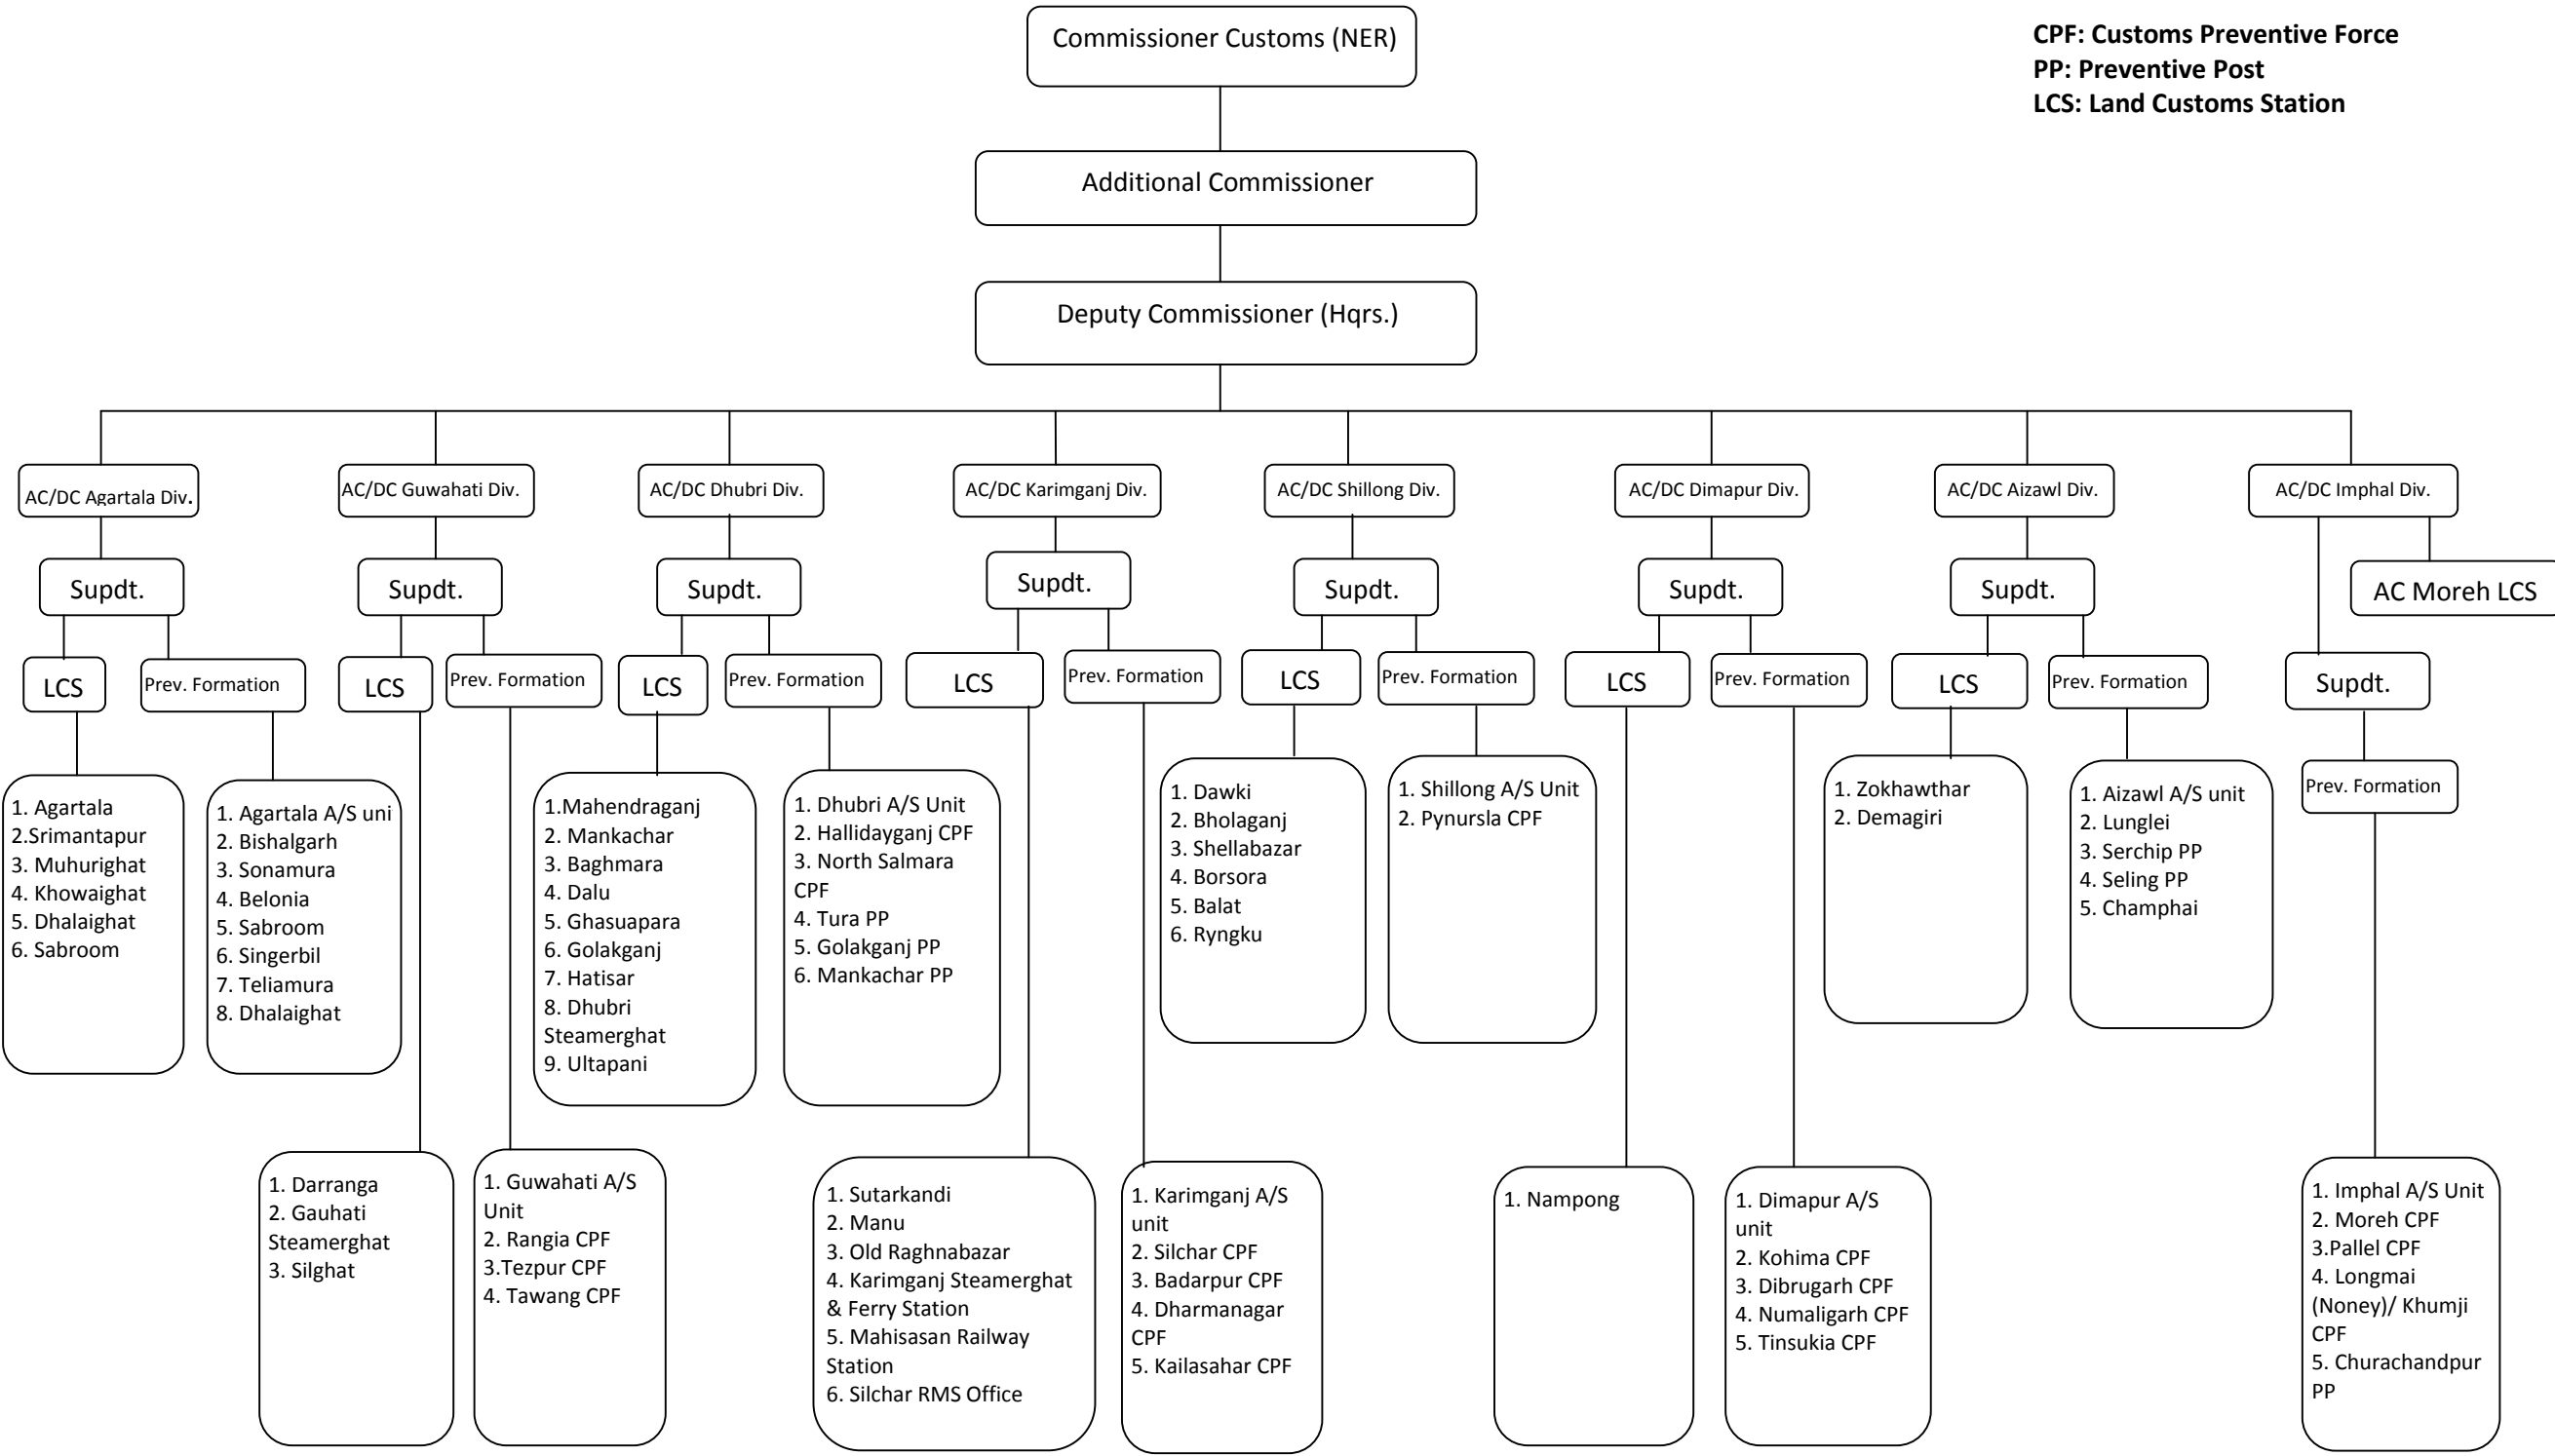 Commissioner Customs (NER)
CPF: Customs Preventive Force
PP: Preventive Post
LCS: Land Customs Station
Additional Commissioner
Deputy Commissioner (Hqrs.)
AC/DC Agartala Div.
AC/DC Guwahati Div.
AC/DC Dhubri Div.
AC/DC Karimganj Div.
AC/DC Shillong Div.
AC/DC Dimapur Div.
AC/DC Aizawl Div.
AC/DC Imphal Div.
Supdt.
Supdt.
Supdt.
Supdt.
Supdt.
Supdt.
Supdt.
AC Moreh LCS
LCS
Prev. Formation
LCS
Prev. Formation
LCS
Prev. Formation
LCS
Prev. Formation
LCS
Prev. Formation
LCS
Prev. Formation
LCS
Prev. Formation
Supdt.
Prev. Formation
1. Agartala
2.Srimantapur
3. Muhurighat
4. Khowaighat
5. Dhalaighat
6. Sabroom
1. Agartala A/S uni
2. Bishalgarh
3. Sonamura
4. Belonia
5. Sabroom
6. Singerbil
7. Teliamura
8. Dhalaighat
1.Mahendraganj
2. Mankachar
3. Baghmara
4. Dalu
5. Ghasuapara
6. Golakganj
7. Hatisar
8. Dhubri
Steamerghat
9. Ultapani
1. Dhubri A/S Unit
2. Hallidayganj CPF
3. North Salmara
CPF
4. Tura PP
5. Golakganj PP
6. Mankachar PP
1. Dawki
2. Bholaganj
3. Shellabazar
4. Borsora
5. Balat
6. Ryngku
1. Shillong A/S Unit
2. Pynursla CPF
1. Zokhawthar
2. Demagiri
1. Aizawl A/S unit
2. Lunglei
3. Serchip PP
4. Seling PP
5. Champhai
1. Darranga
2. Gauhati
Steamerghat
3. Silghat
1. Guwahati A/S
Unit
2. Rangia CPF
3.Tezpur CPF
4. Tawang CPF
1. Sutarkandi
2. Manu
3. Old Raghnabazar
4. Karimganj Steamerghat
& Ferry Station
5. Mahisasan Railway
Station
6. Silchar RMS Office
1. Karimganj A/S
unit
2. Silchar CPF
3. Badarpur CPF
4. Dharmanagar
CPF
5. Kailasahar CPF
1. Nampong
1. Dimapur A/S
unit
2. Kohima CPF
3. Dibrugarh CPF
4. Numaligarh CPF
5. Tinsukia CPF
1. Imphal A/S Unit
2. Moreh CPF
3.Pallel CPF
4. Longmai
(Noney)/ Khumji
CPF
5. Churachandpur
PP